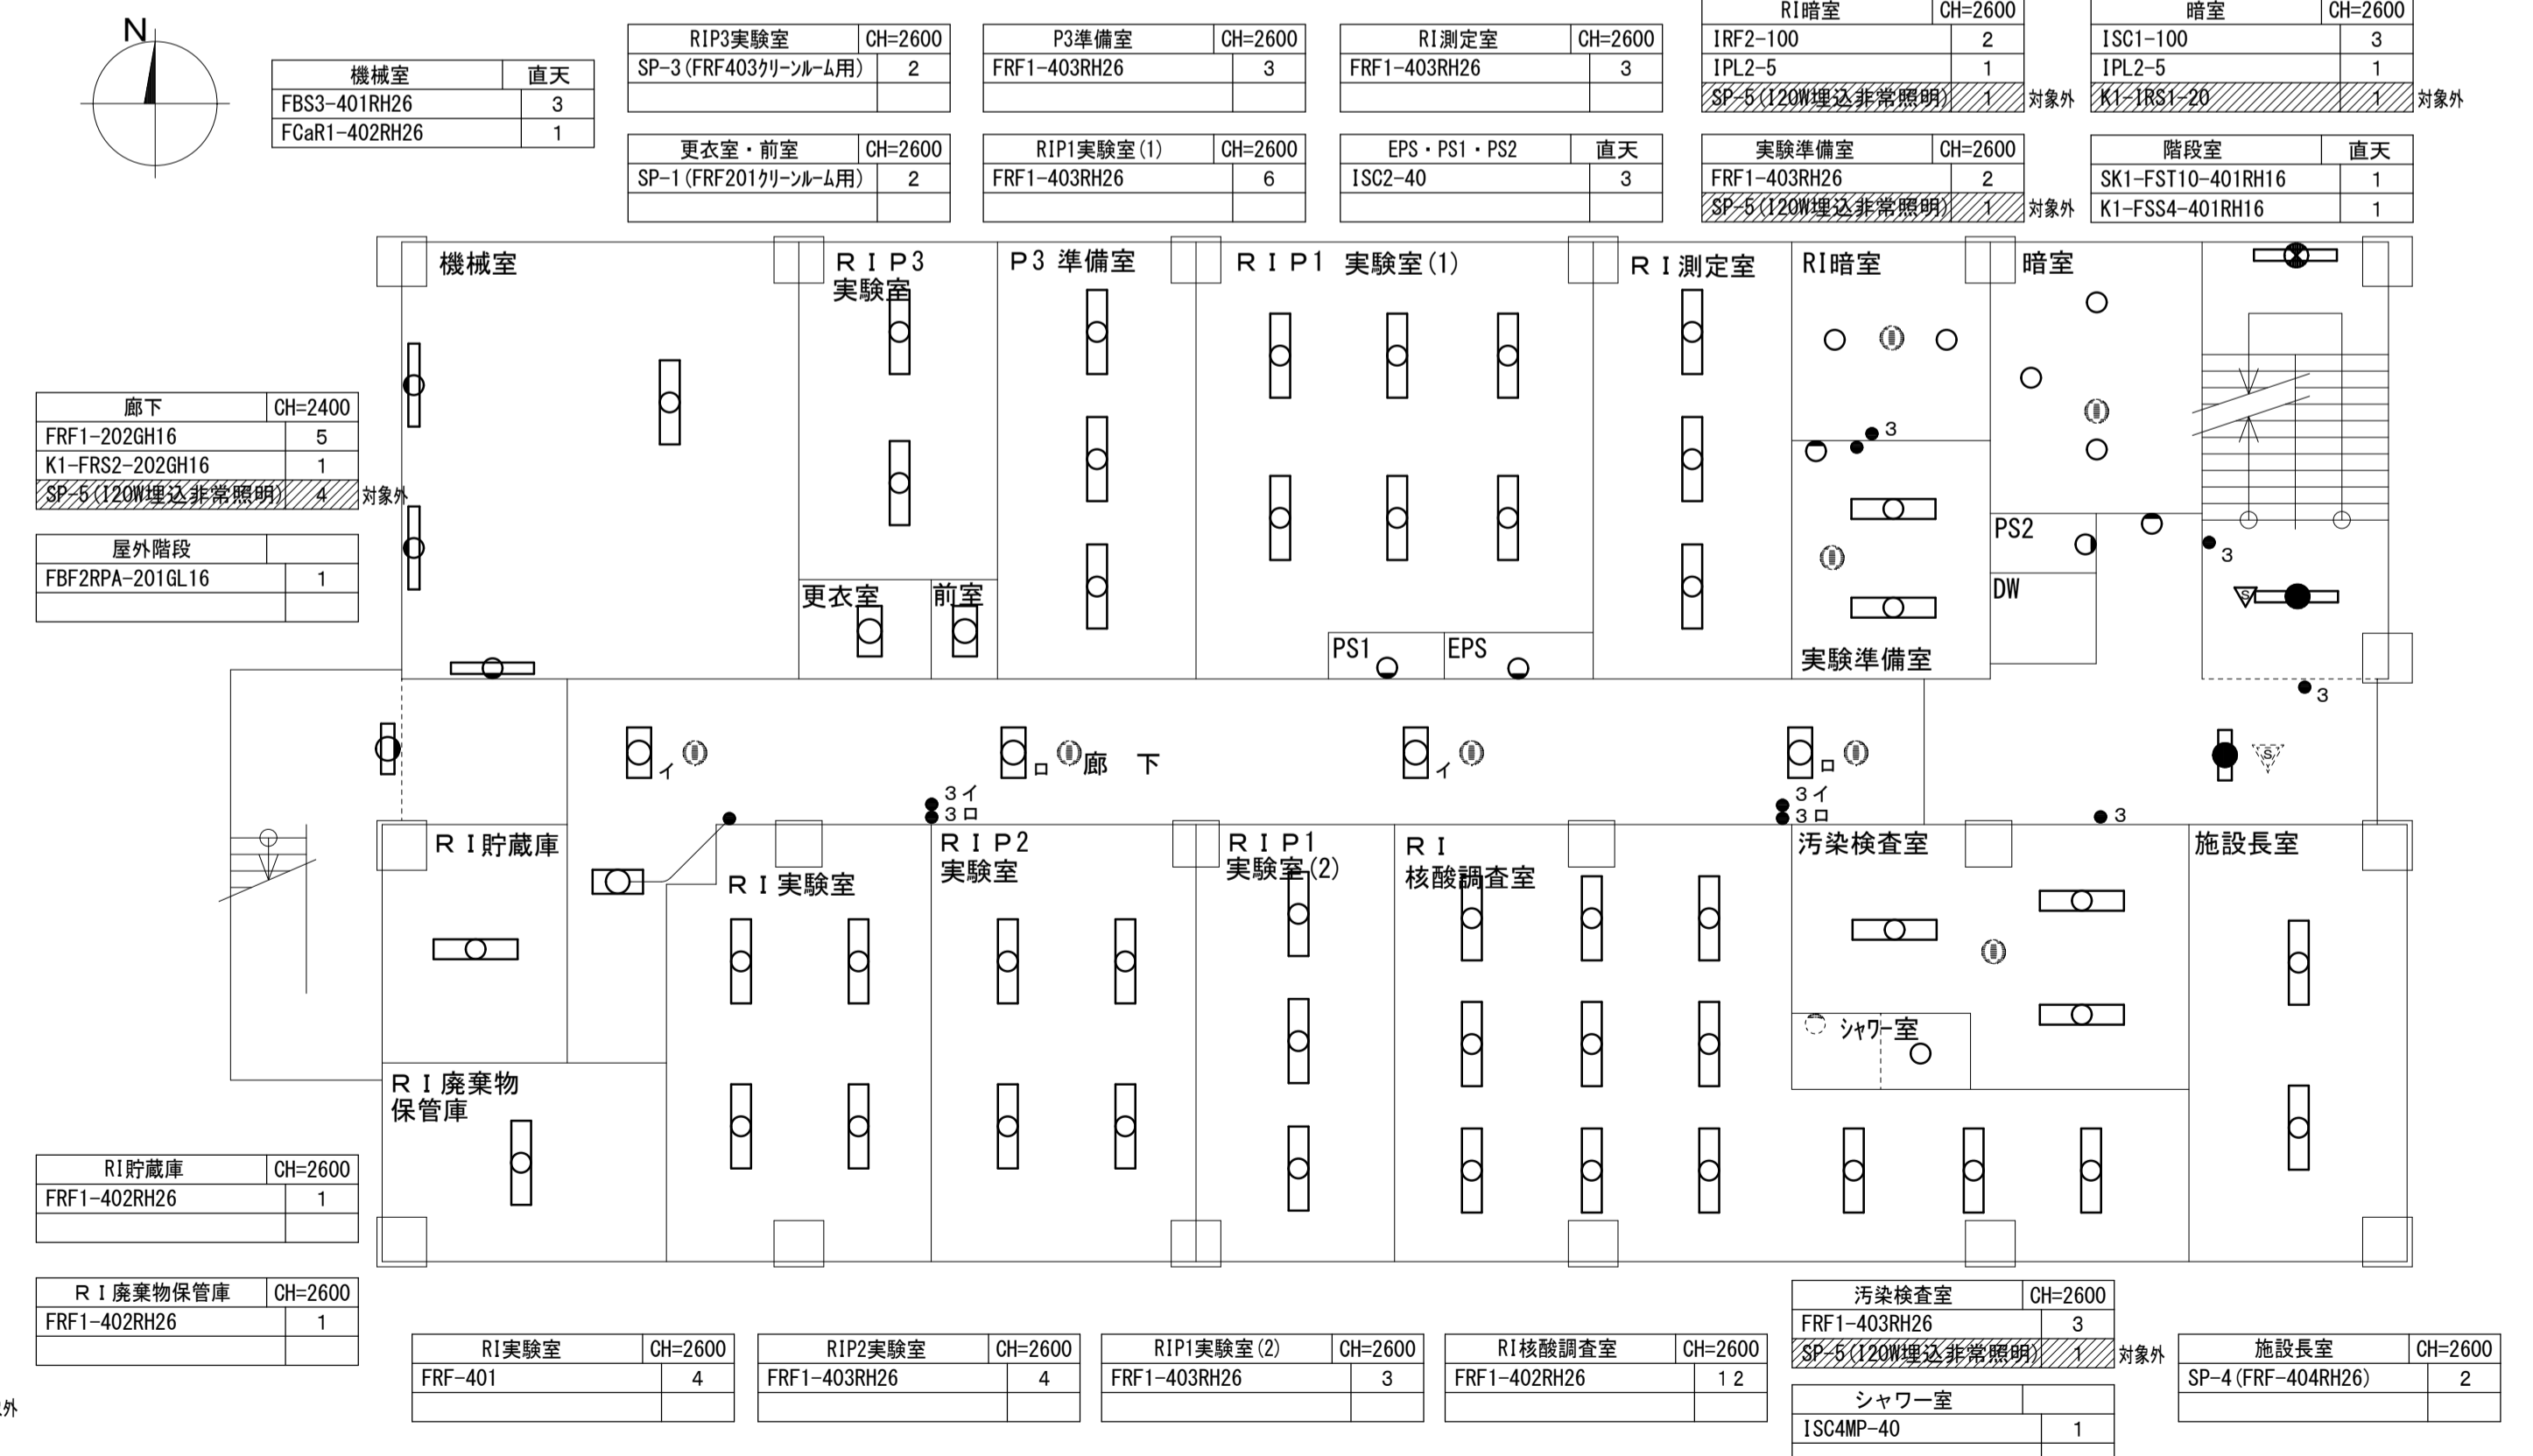 N
機械室 直天
FBS3-401RH26 3
FCaR1-402RH26 1
RIP3実験室 CH=2600
SP-3(FRF403クリーンルーム用) 2
P3準備室 CH=2600
FRF1-403RH26 3
RI測定室 CH=2600
FRF1-403RH26 3
RI暗室 CH=2600
IRF2-100 2
IPL2-5 1
SP-5(I20W埋込非常照明) 1 対象外
暗室 CH=2600
ISC1-100 3
IPL2-5 1
K1-IRS1-20 1 対象外
更衣室・前室 CH=2600
SP-1(FRF201クリーンルーム用) 2
RIP1実験室(1) CH=2600
FRF1-403RH26 6
EPS・PS1・PS2 直天
ISC2-40 3
実験準備室 CH=2600
FRF1-403RH26 2
SP-5(I20W埋込非常照明) 1 対象外
階段室 直天
SK1-FST10-401RH16 1
K1-FSS4-401RH16 1
機械室
ＲＩＰ3
実験室
Ｐ3 準備室
ＲＩＰ1 実験室(1)
ＲＩ測定室
RI暗室
暗室
廊下 CH=2400
FRF1-202GH16 5
K1-FRS2-202GH16 1
SP-5(I20W埋込非常照明) 4 対象外
屋外階段
FBF2RPA-201GL16 1
3
PS2
3
DW
S
更衣室
前室
PS1
EPS
実験準備室
3
イ
ロ
廊 下
イ
ロ
S
3イ
3ロ
3イ
3ロ
3
ＲＩ貯蔵庫
ＲＩ実験室
ＲＩＰ2
実験室
ＲＩＰ1
実験室(2)
ＲＩ
核酸調査室
汚染検査室
施設長室
シャワー室
ＲＩ廃棄物
保管庫
RI貯蔵庫 CH=2600
FRF1-402RH26 1
ＲＩ廃棄物保管庫 CH=2600
FRF1-402RH26 1
RI実験室 CH=2600
FRF-401 4
RIP2実験室 CH=2600
FRF1-403RH26 4
RIP1実験室(2) CH=2600
FRF1-403RH26 3
RI核酸調査室 CH=2600
FRF1-402RH26 12
汚染検査室 CH=2600
FRF1-403RH26 3
SP-5(I20W埋込非常照明) 1 対象外
シャワー室
ISC4MP-40 1
施設長室 CH=2600
SP-4(FRF-404RH26) 2
外